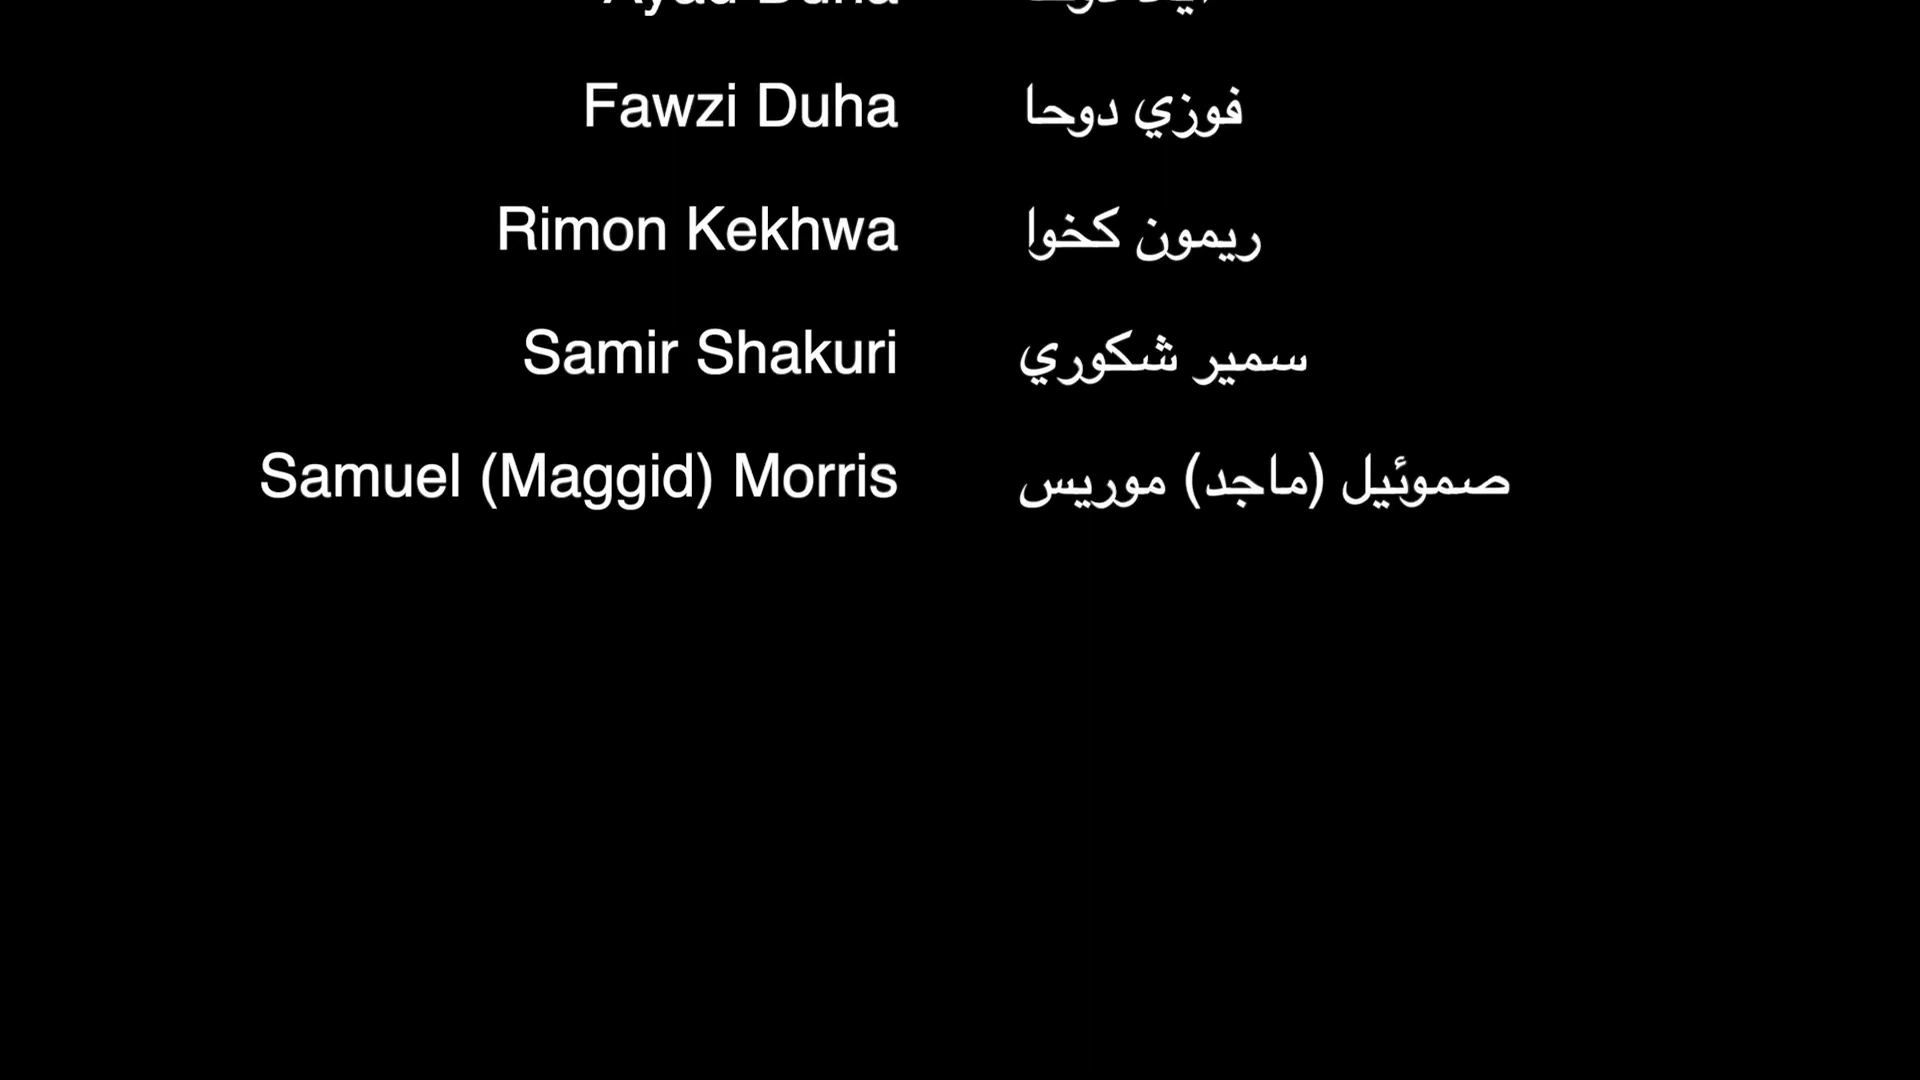 Fawzi Duha فوزي دوحا
Rimon Kekhwa ريمون كخوا
Samir Shakuri سمير شكوري
Samuel (Maggid) Morris صموئيل (ماجد) موريس